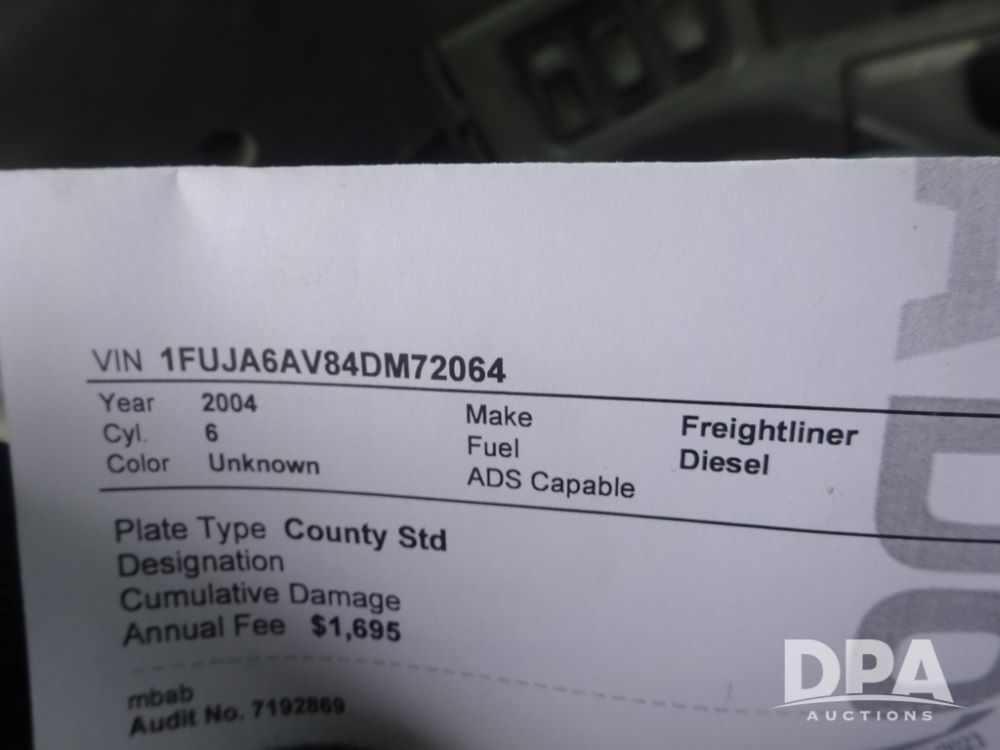 VIN 1FUJA6AV84DM72064
Year 2004 Make Freightliner
Cyl. 6 Fuel Diesel
Color Unknown ADS Capable
Plate Type County Std
Designation
Cumulative Damage
Annual Fee $1,695
mbab
Audit No. 7192869
DPA
AUCTIONS